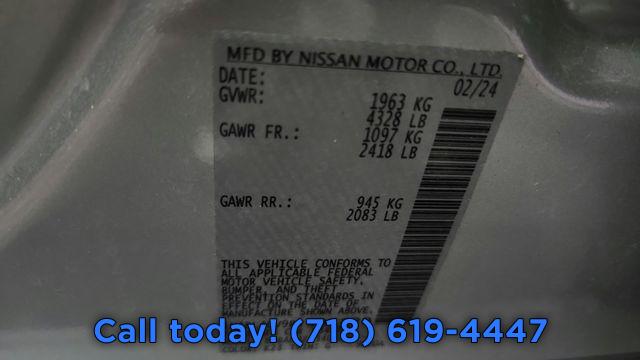 MFD BY NISSAN MOTOR CO., LTD.
DATE: 02/24
GVWR: 1963 KG
4328 LB
GAWR FR.: 1097 KG
2418 LB
GAWR RR.: 945 KG
2083 LB
THIS VEHICLE CONFORMS TO
ALL APPLICABLE FEDERAL
MOTOR VEHICLE SAFETY,
BUMPER, AND THEFT
PREVENTION STANDARDS IN
EFFECT ON THE DATE OF
MANUFACTURE SHOWN ABOVE.
Call today! (718) 619-4447